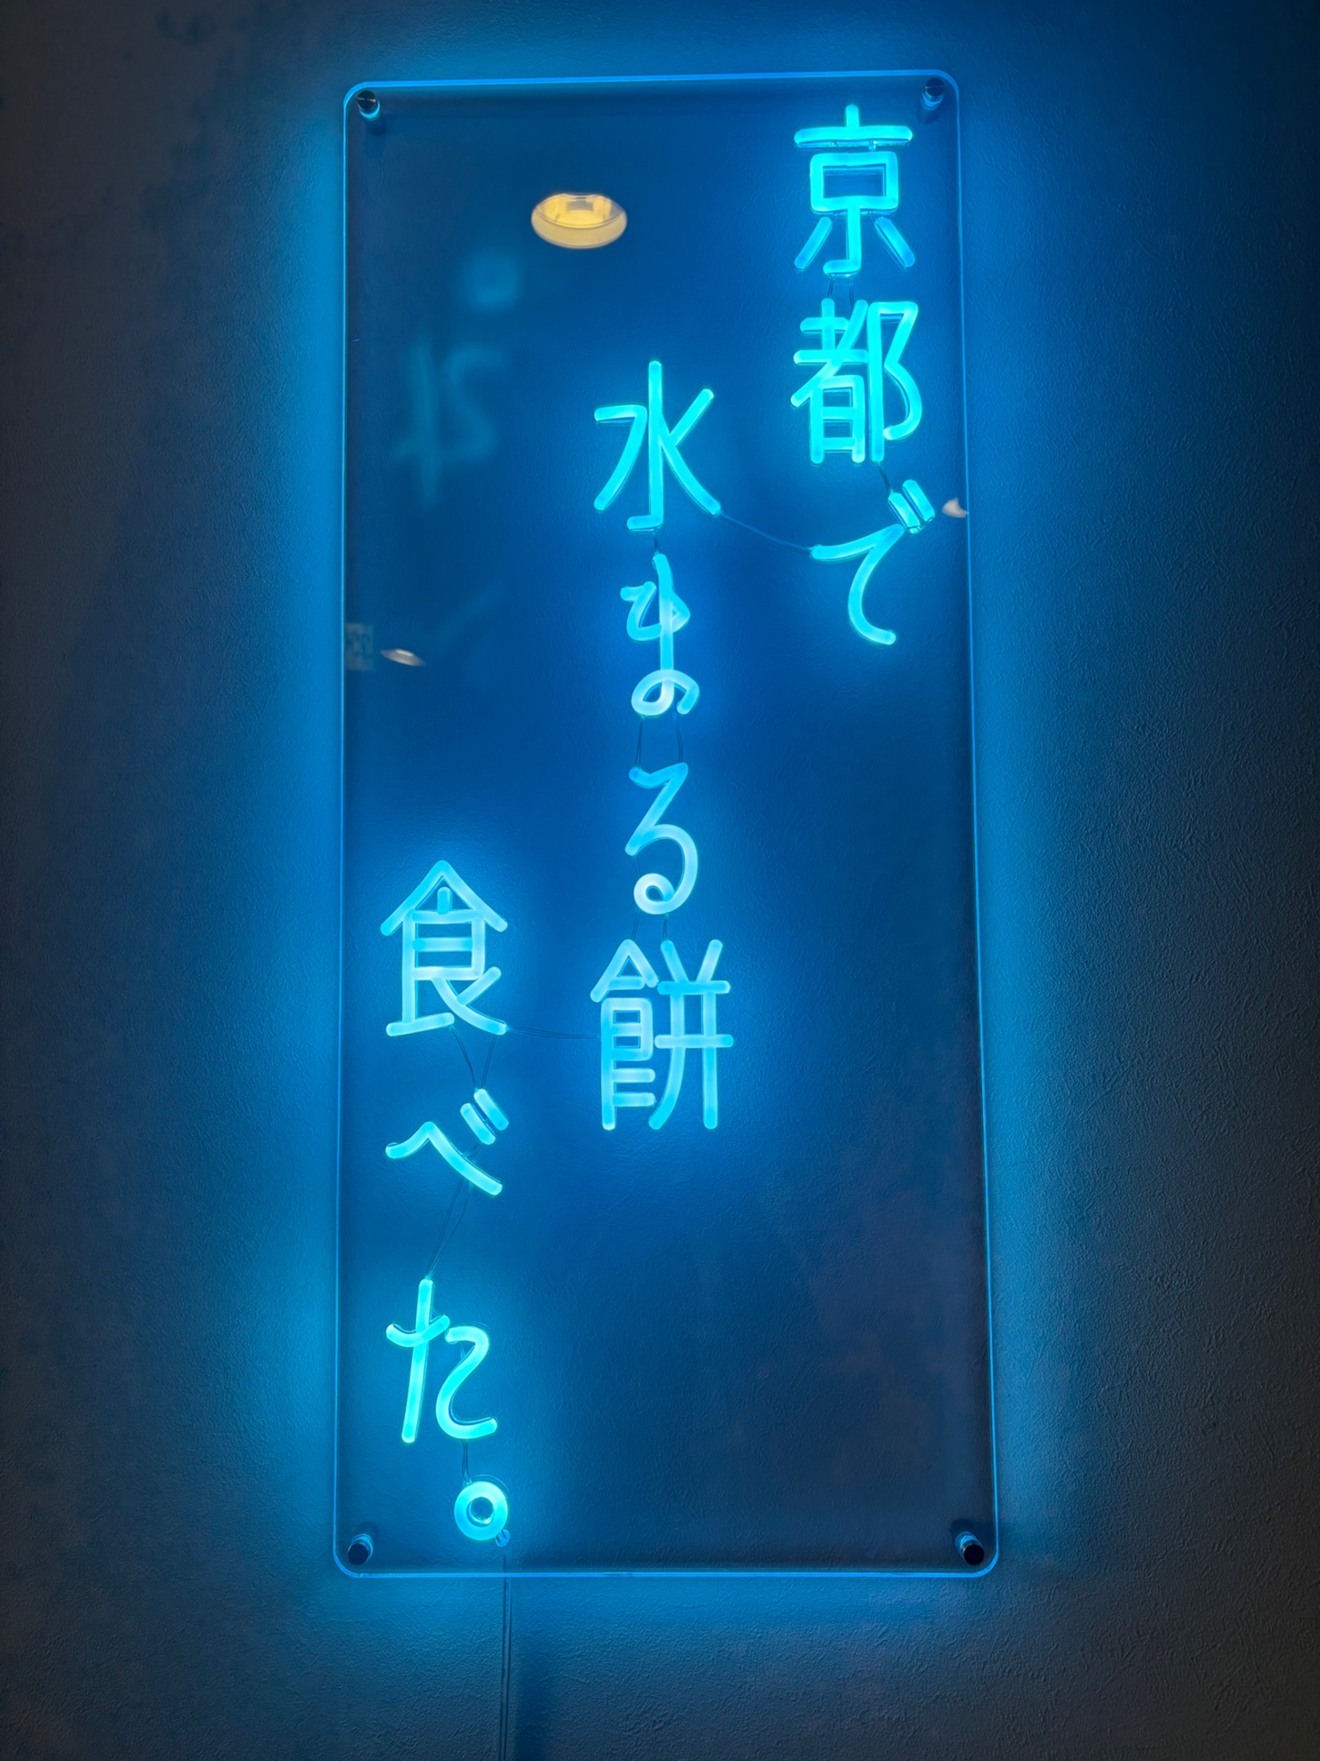 京都で
水まる餅
食べた。